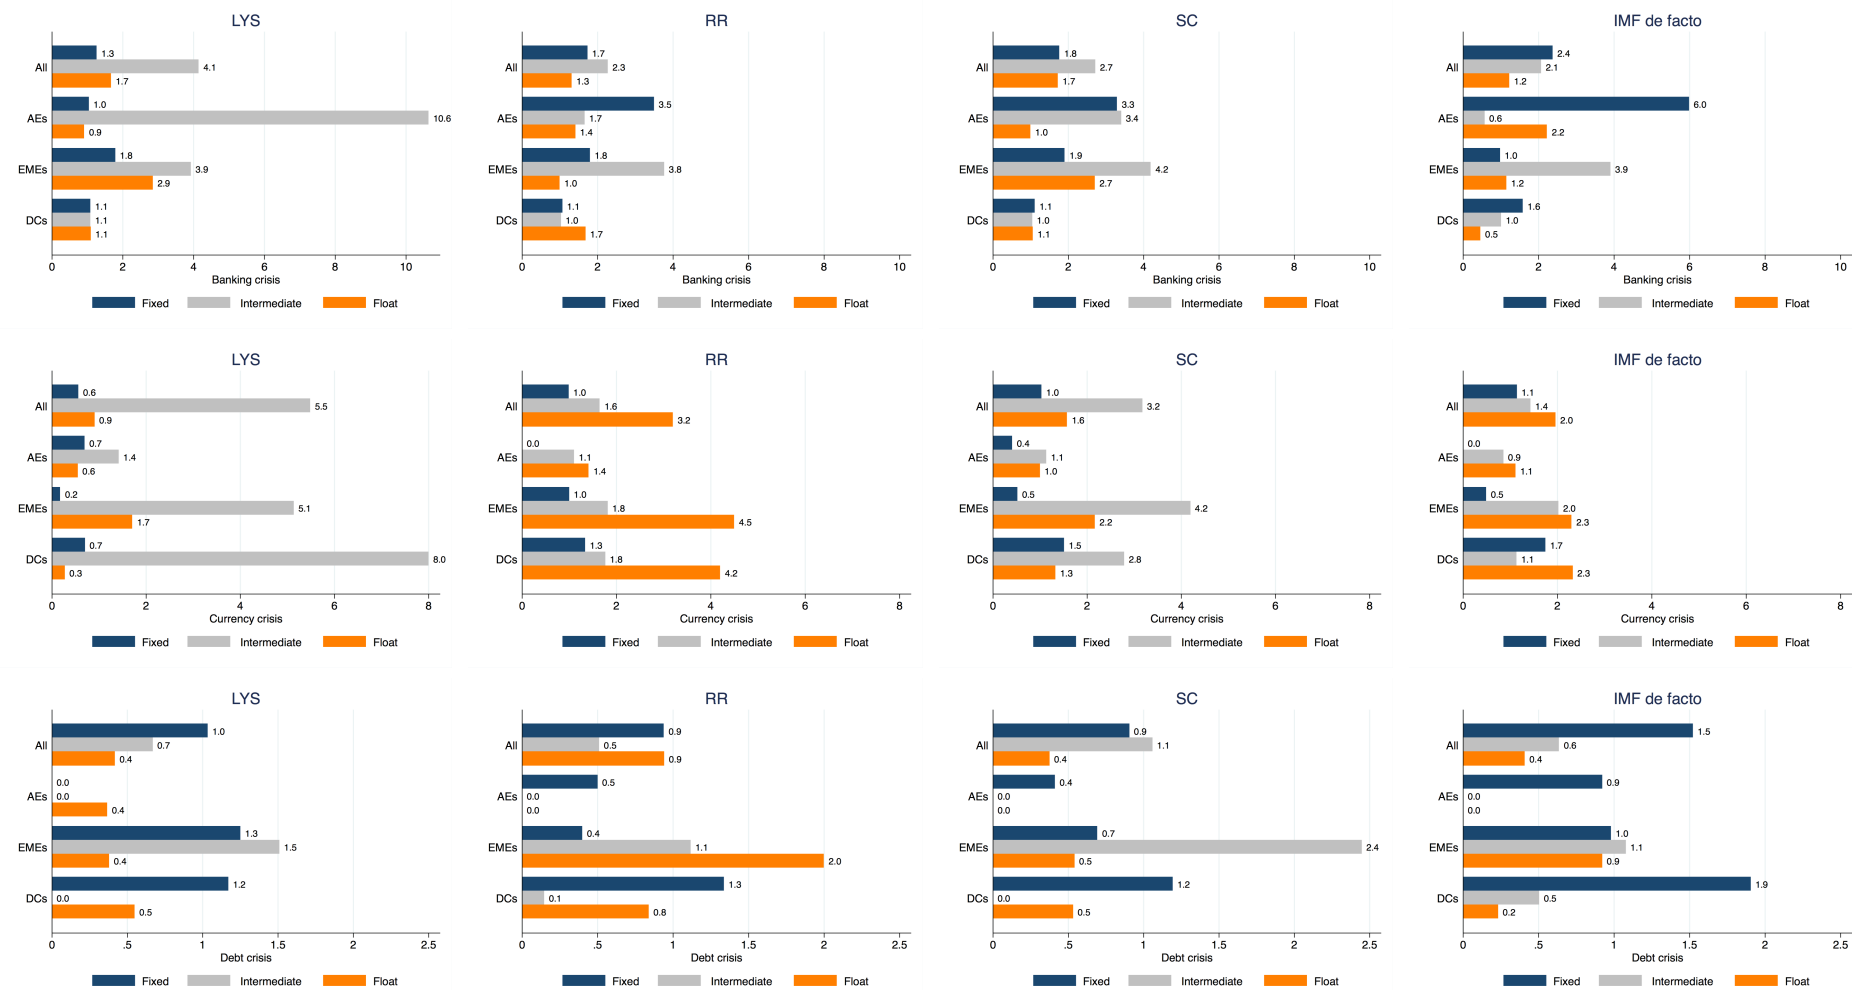 LYS
All
1.3
4.1
1.7
AEs
1.0
10.6
0.9
EMEs
1.8
3.9
2.9
DCs
1.1
1.1
1.1
0 2 4 6 8 10
Banking crisis
Fixed Intermediate Float
RR
All
1.7
2.3
1.3
AEs
3.5
1.7
1.4
EMEs
1.8
3.8
1.0
DCs
1.1
1.0
1.7
0 2 4 6 8 10
Banking crisis
Fixed Intermediate Float
SC
All
1.8
2.7
1.7
AEs
3.3
3.4
1.0
EMEs
1.9
4.2
2.7
DCs
1.1
1.0
1.1
0 2 4 6 8 10
Banking crisis
Fixed Intermediate Float
IMF de facto
All
2.4
2.1
1.2
AEs
6.0
0.6
2.2
EMEs
1.0
3.9
1.2
DCs
1.6
1.0
0.5
0 2 4 6 8 10
Banking crisis
Fixed Intermediate Float
LYS
All
0.6
5.5
0.9
AEs
0.7
1.4
0.6
EMEs
0.2
5.1
1.7
DCs
0.7
8.0
0.3
0 2 4 6 8
Currency crisis
Fixed Intermediate Float
RR
All
1.0
1.6
3.2
AEs
0.0
1.1
1.4
EMEs
1.0
1.8
4.5
DCs
1.3
1.8
4.2
0 2 4 6 8
Currency crisis
Fixed Intermediate Float
SC
All
1.0
3.2
1.6
AEs
0.4
1.1
1.0
EMEs
0.5
4.2
2.2
DCs
1.5
2.8
1.3
0 2 4 6 8
Currency crisis
Fixed Intermediate Float
IMF de facto
All
1.1
1.4
2.0
AEs
0.0
0.9
1.1
EMEs
0.5
2.0
2.3
DCs
1.7
1.1
2.3
0 2 4 6 8
Currency crisis
Fixed Intermediate Float
LYS
All
1.0
0.7
0.4
AEs
0.0
0.0
0.4
EMEs
1.3
1.5
0.4
DCs
1.2
0.0
0.5
0 .5 1 1.5 2 2.5
Debt crisis
Fixed Intermediate Float
RR
All
0.9
0.5
0.9
AEs
0.5
0.0
0.0
EMEs
0.4
1.1
2.0
DCs
1.3
0.1
0.8
0 .5 1 1.5 2 2.5
Debt crisis
Fixed Intermediate Float
SC
All
0.9
1.1
0.4
AEs
0.4
0.0
0.0
EMEs
0.7
2.4
0.5
DCs
1.2
0.0
0.5
0 .5 1 1.5 2 2.5
Debt crisis
Fixed Intermediate Float
IMF de facto
All
1.5
0.6
0.4
AEs
0.9
0.0
0.0
EMEs
1.0
1.1
0.9
DCs
1.9
0.5
0.2
0 .5 1 1.5 2 2.5
Debt crisis
Fixed Intermediate Float